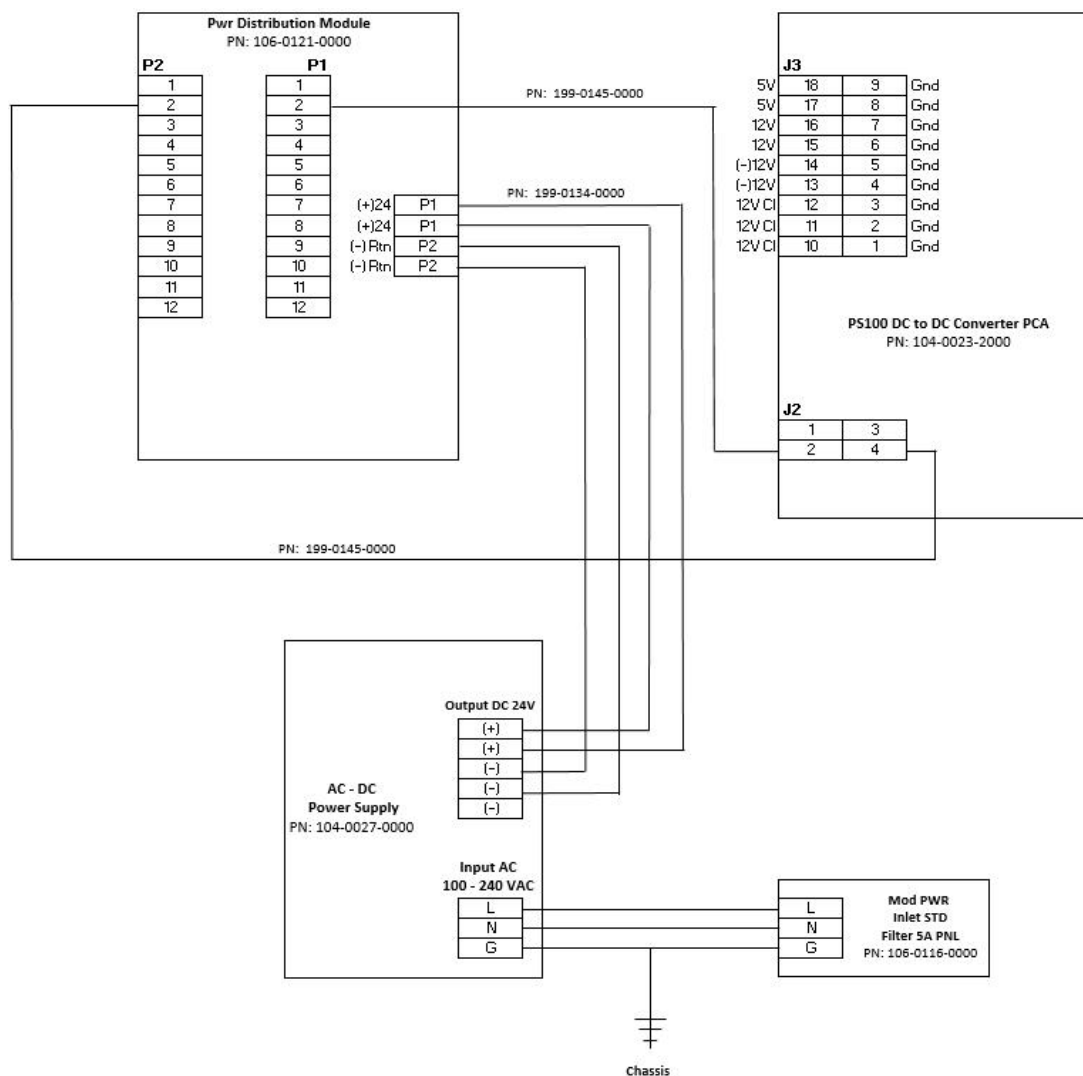 Pwr Distribution Module
PN: 106-0121-0000
P2 P1
1 1
2 2
3 3
4 4
5 5
6 6
7 7 (+)24 P1
8 8 (+)24 P1
9 9 (-)Rtn P2
10 10 (-)Rtn P2
11 11
12 12
PN: 199-0145-0000
PN: 199-0134-0000
J3
5V 18 9 Gnd
5V 17 8 Gnd
12V 16 7 Gnd
12V 15 6 Gnd
(-)12V 14 5 Gnd
(-)12V 13 4 Gnd
12V CI 12 3 Gnd
12V CI 11 2 Gnd
12V CI 10 1 Gnd
PS100 DC to DC Converter PCA
PN: 104-0023-2000
J2
1 3
2 4
PN: 199-0145-0000
Output DC 24V
(+)
(+)
(-)
(-)
(-)
AC - DC
Power Supply
PN: 104-0027-0000
Input AC
100 - 240 VAC
L
N
G
L
N
G
Mod PWR
Inlet STD
Filter 5A PNL
PN: 106-0116-0000
Chassis